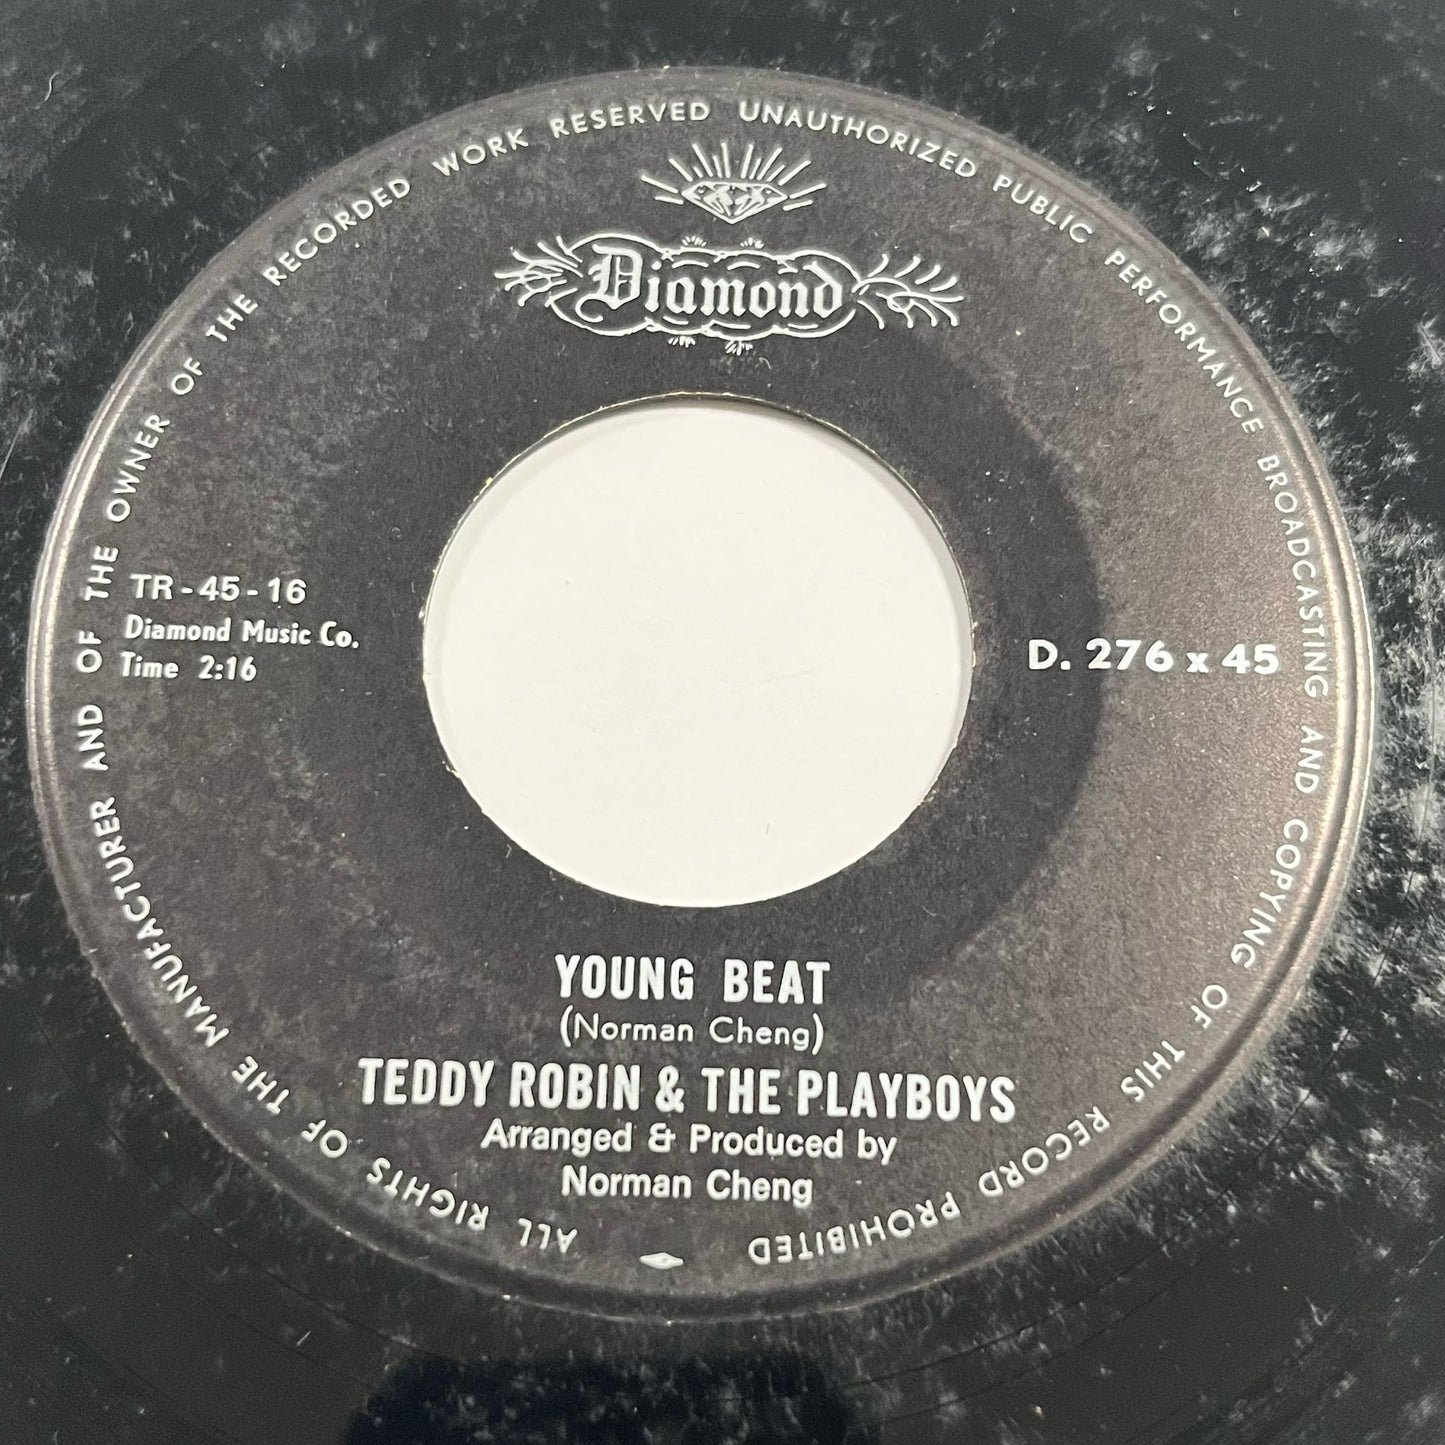 ALL RIGHTS OF THE MANUFACTURER AND OF THE OWNER OF THE RECORDED WORK RESERVED UNAUTHORIZED PUBLIC PERFORMANCE BROADCASTING AND COPYING OF THIS RECORD PROHIBITED
Diamond
TR - 45 - 16
Diamond Music Co.
Time 2:16
D. 276 x 45
YOUNG BEAT
(Norman Cheng)
TEDDY ROBIN & THE PLAYBOYS
Arranged & Produced by
Norman Cheng